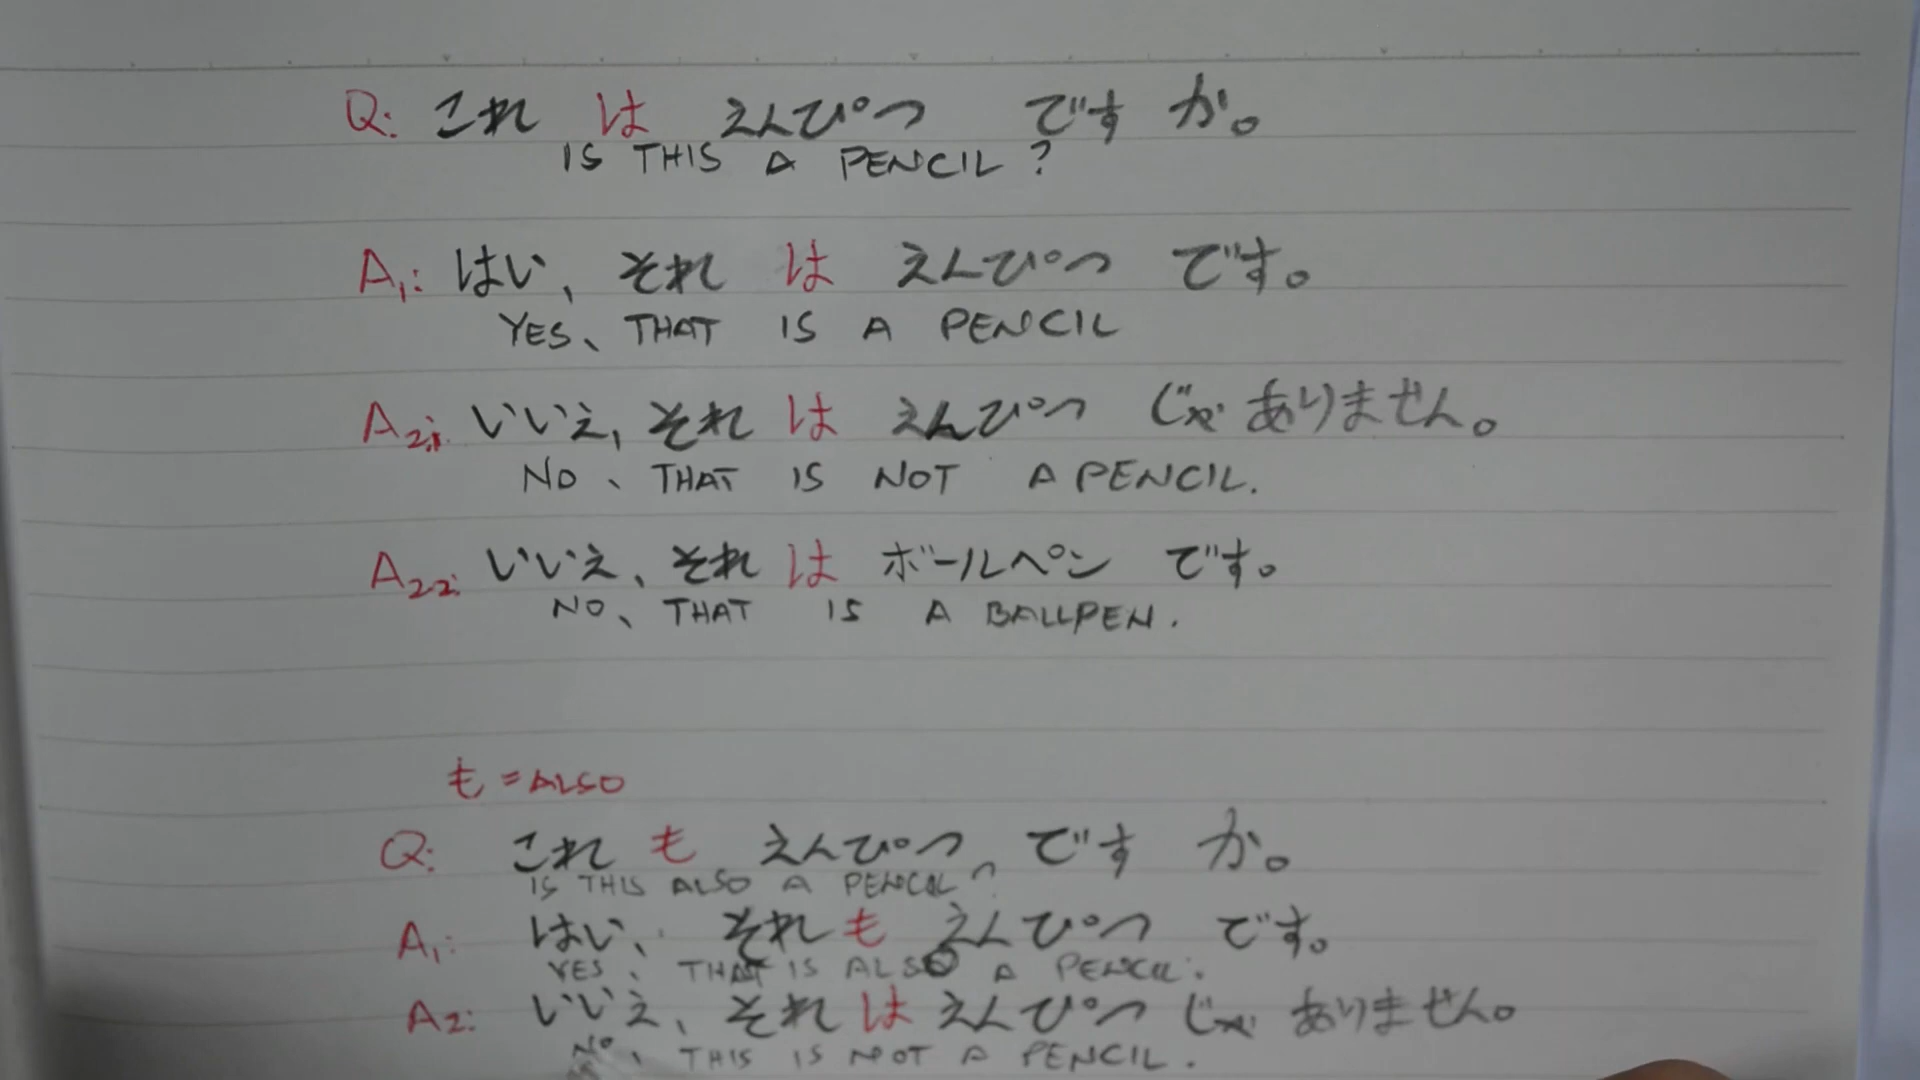 Q: これ は えんぴつ です か。
IS THIS A PENCIL?
A1: はい、それ は えんぴつ です。
YES、THAT IS A PENCIL
A2: いいえ、それ は えんぴつ じゃ ありません。
NO、THAT IS NOT A PENCIL.
A22: いいえ、それ は ボールペン です。
NO、THAT IS A BALLPEN.
も = ALSO
Q: これ も えんぴつ です か。
IS THIS ALSO A PENCIL?
A1: はい、それ も えんぴつ です。
YES、THAT IS ALSO A PENCIL.
A2: いいえ、それ は えんぴつ じゃ ありません。
NO、THIS IS NOT A PENCIL.